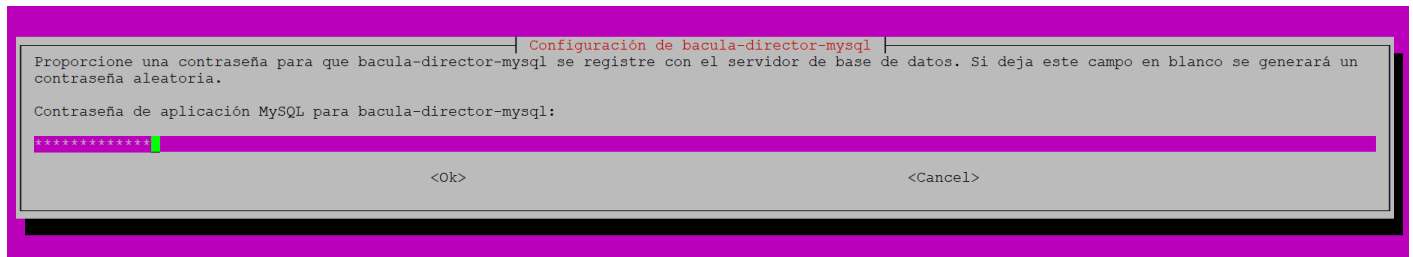 Configuración de bacula-director-mysql
Proporcione una contraseña para que bacula-director-mysql se registre con el servidor de base de datos. Si deja este campo en blanco se generará un
contraseña aleatoria.
Contraseña de aplicación MySQL para bacula-director-mysql:
*************
<Ok> <Cancel>